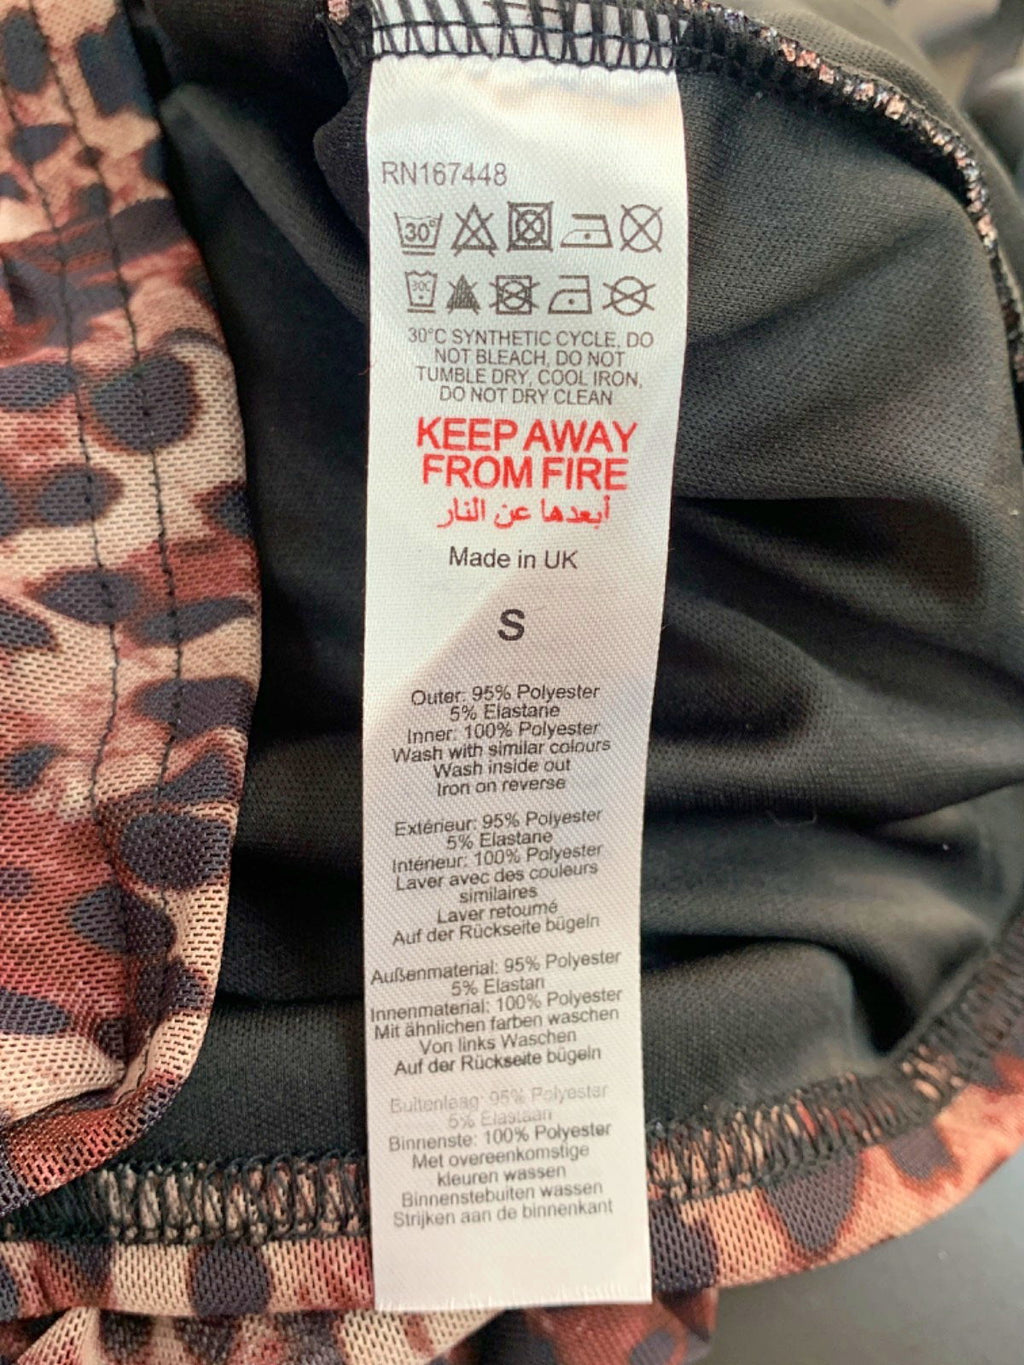 RN167448
30°
30C
30°C SYNTHETIC CYCLE, DO
NOT BLEACH, DO NOT
TUMBLE DRY, COOL IRON,
DO NOT DRY CLEAN
KEEP AWAY
FROM FIRE
أبعدها عن النار
Made in UK
S
Outer: 95% Polyester
5% Elastane
Inner: 100% Polyester
Wash with similar colours
Wash inside out
Iron on reverse
Extérieur: 95% Polyester
5% Elastane
Intérieur: 100% Polyester
Laver avec des couleurs
similaires
Laver retourné
Auf der Rückseite bügeln
Außenmaterial: 95% Polyester
5% Elastan
Innenmaterial: 100% Polyester
Mit ähnlichen farben waschen
Von links Waschen
Auf der Rückseite bügeln
Buitenlaag: 95% Polyester
5% Elastaan
Binnenste: 100% Polyester
Met overeenkomstige
kleuren wassen
Binnenstebuiten wassen
Strijken aan de binnenkant